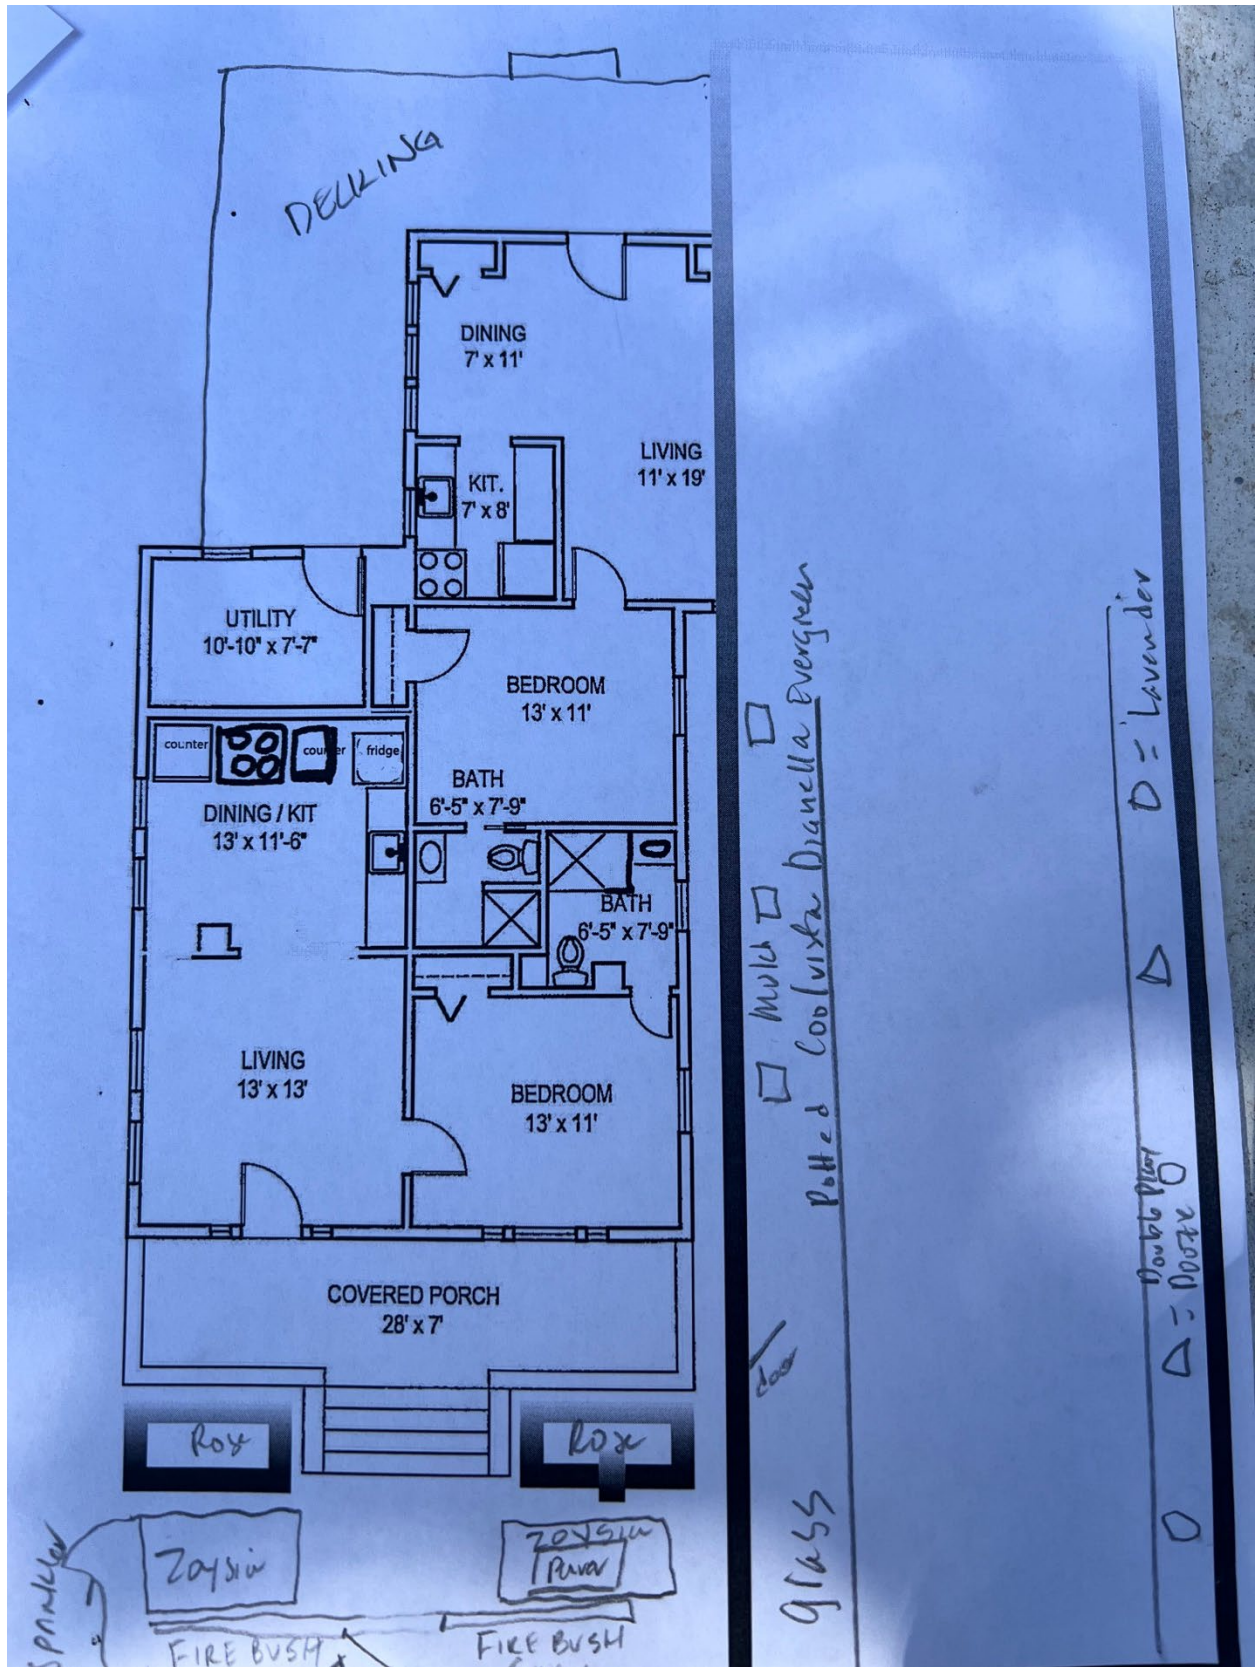 DECKING
DINING
7' x 11'
LIVING
11' x 19'
KIT.
7' x 8'
UTILITY
10'-10" x 7'-7"
BEDROOM
13' x 11'
counter
counter
fridge
BATH
6'-5" x 7'-9"
DINING / KIT
13' x 11'-6"
BATH
6'-5" x 7'-9"
LIVING
13' x 13'
BEDROOM
13' x 11'
COVERED PORCH
28' x 7'
Rose
Rose
Zoysia
Zoysia
Paver
FIRE BUSH
FIRE BUSH
Mulch
Potted Coolvista Dianella Evergreen
door
grass
= Lavender
Double Play
=